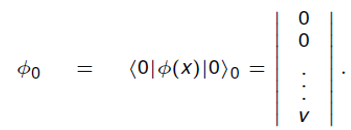 ϕ₀ = ⟨0|ϕ(x)|0⟩₀ = | 0 |
| 0 |
| . |
| . |
| . |
| v | .